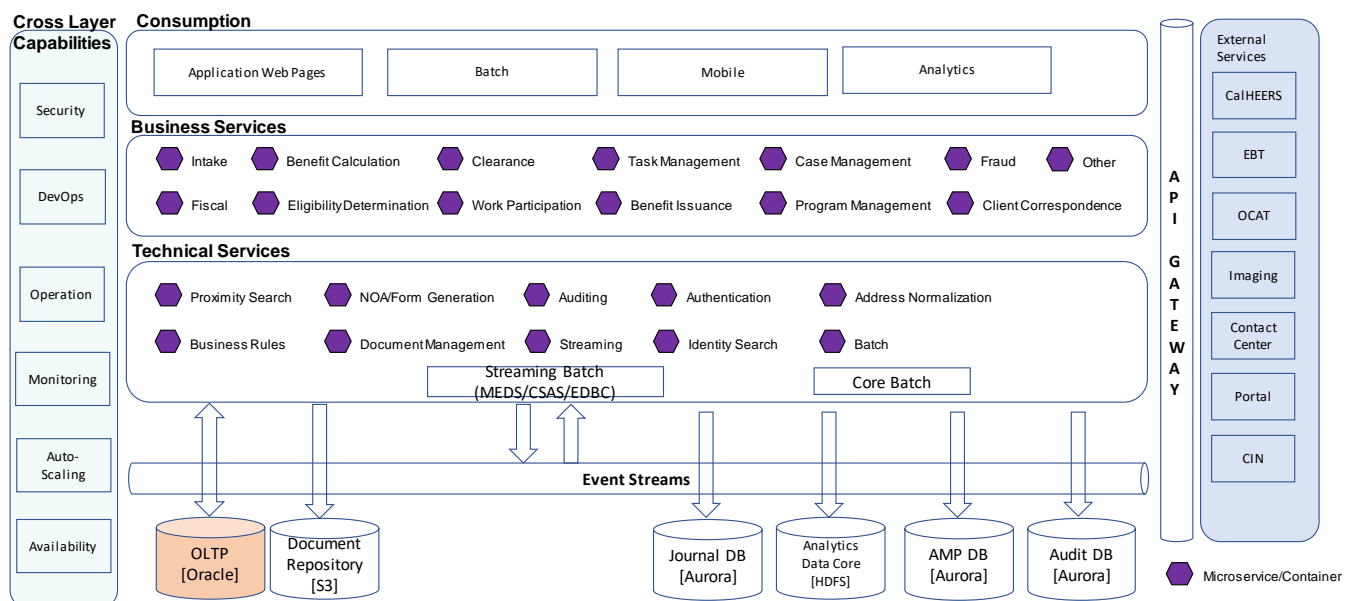 Cross Layer
Capabilities
Security
DevOps
Operation
Monitoring
Auto-
Scaling
Availability
Consumption
Application Web Pages
Batch
Mobile
Analytics
Business Services
Intake
Benefit Calculation
Clearance
Task Management
Case Management
Fraud
Other
Fiscal
Eligibility Determination
Work Participation
Benefit Issuance
Program Management
Client Correspondence
Technical Services
Proximity Search
NOA/Form Generation
Auditing
Authentication
Address Normalization
Business Rules
Document Management
Streaming
Identity Search
Batch
Streaming Batch
(MEDS/CSAS/EDBC)
Core Batch
Event Streams
OLTP
[Oracle]
Document
Repository
[S3]
Journal DB
[Aurora]
Analytics
Data Core
[HDFS]
AMP DB
[Aurora]
Audit DB
[Aurora]
A
P
I
G
A
T
E
W
A
Y
External
Services
CalHEERS
EBT
OCAT
Imaging
Contact
Center
Portal
CIN
Microservice/Container